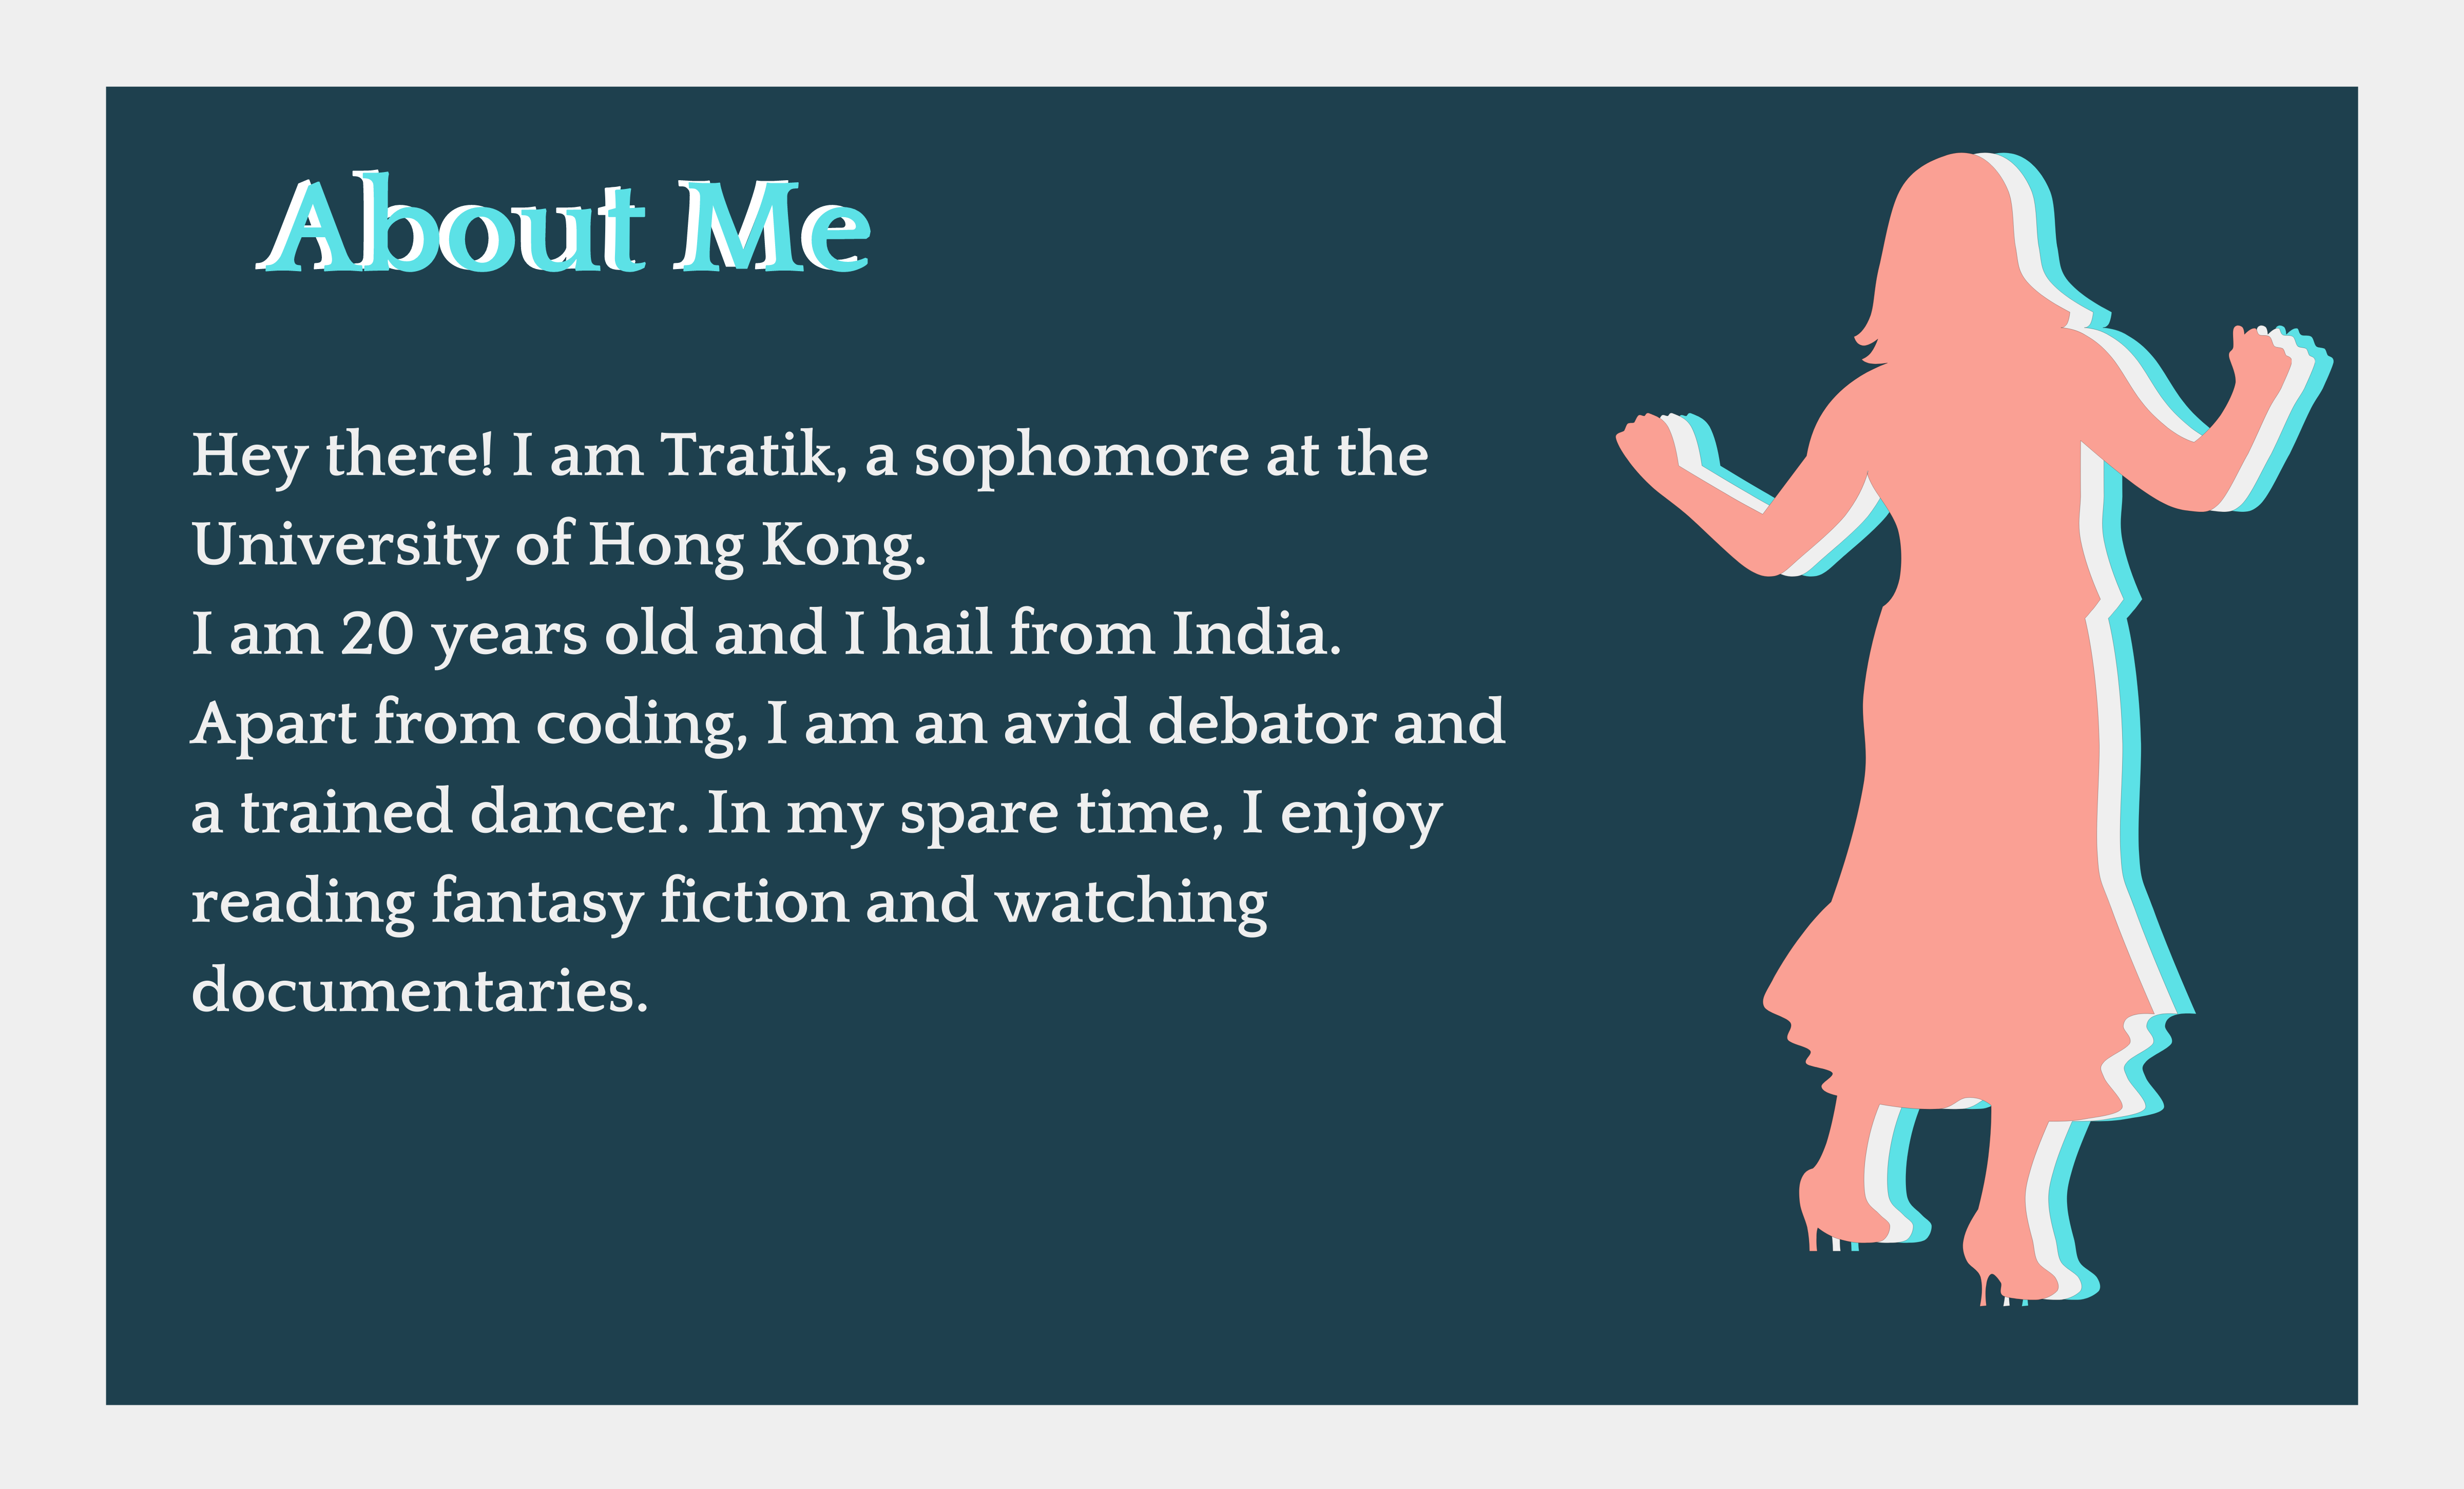 About Me
Hey there! I am Tratik, a sophomore at the
University of Hong Kong.
I am 20 years old and I hail from India.
Apart from coding, I am an avid debator and
a trained dancer. In my spare time, I enjoy
reading fantasy fiction and watching
documentaries.